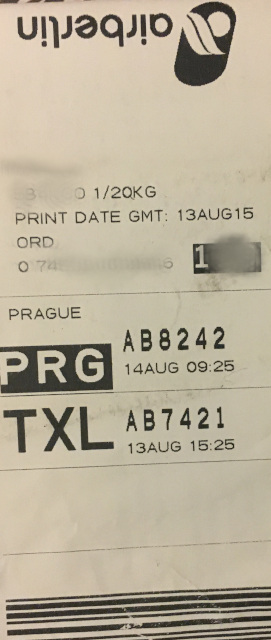 airberlin
1/20KG
PRINT DATE GMT: 13AUG15
ORD
PRAGUE
PRG AB8242
14AUG 09:25
TXL AB7421
13AUG 15:25